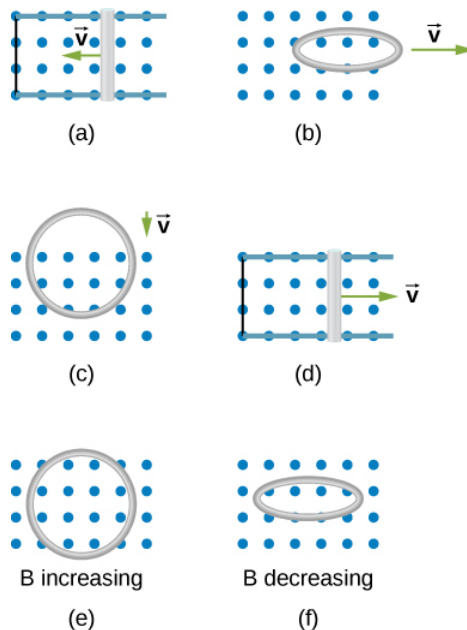 v
v
(a)
(b)
v
v
(c)
(d)
B increasing
B decreasing
(e)
(f)